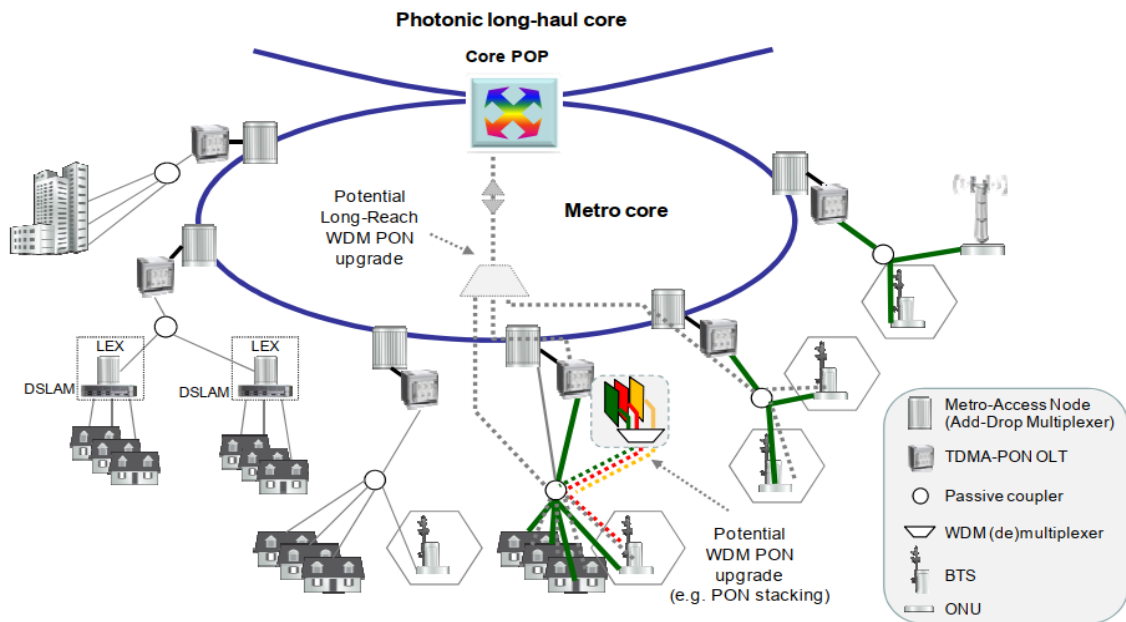 Photonic long-haul core
Core POP
Potential
Long-Reach
WDM PON
upgrade
Metro core
LEX
LEX
DSLAM
DSLAM
Potential
WDM PON
upgrade
(e.g. PON stacking)
Metro-Access Node
(Add-Drop Multiplexer)
TDMA-PON OLT
Passive coupler
WDM (de)multiplexer
BTS
ONU